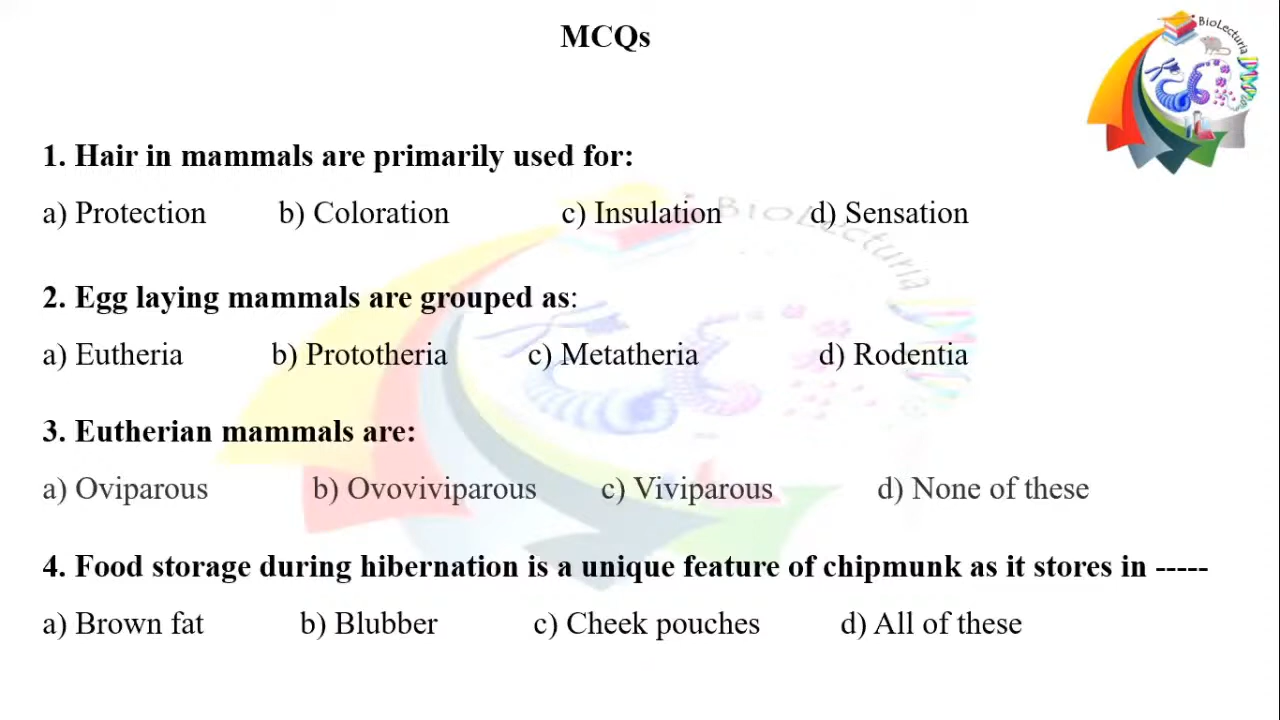 MCQs
BioLecturia
1. Hair in mammals are primarily used for:
a) Protection b) Coloration c) Insulation d) Sensation
BioLecturia
2. Egg laying mammals are grouped as:
a) Eutheria b) Prototheria c) Metatheria d) Rodentia
3. Eutherian mammals are:
a) Oviparous b) Ovoviviparous c) Viviparous d) None of these
4. Food storage during hibernation is a unique feature of chipmunk as it stores in -----
a) Brown fat b) Blubber c) Cheek pouches d) All of these